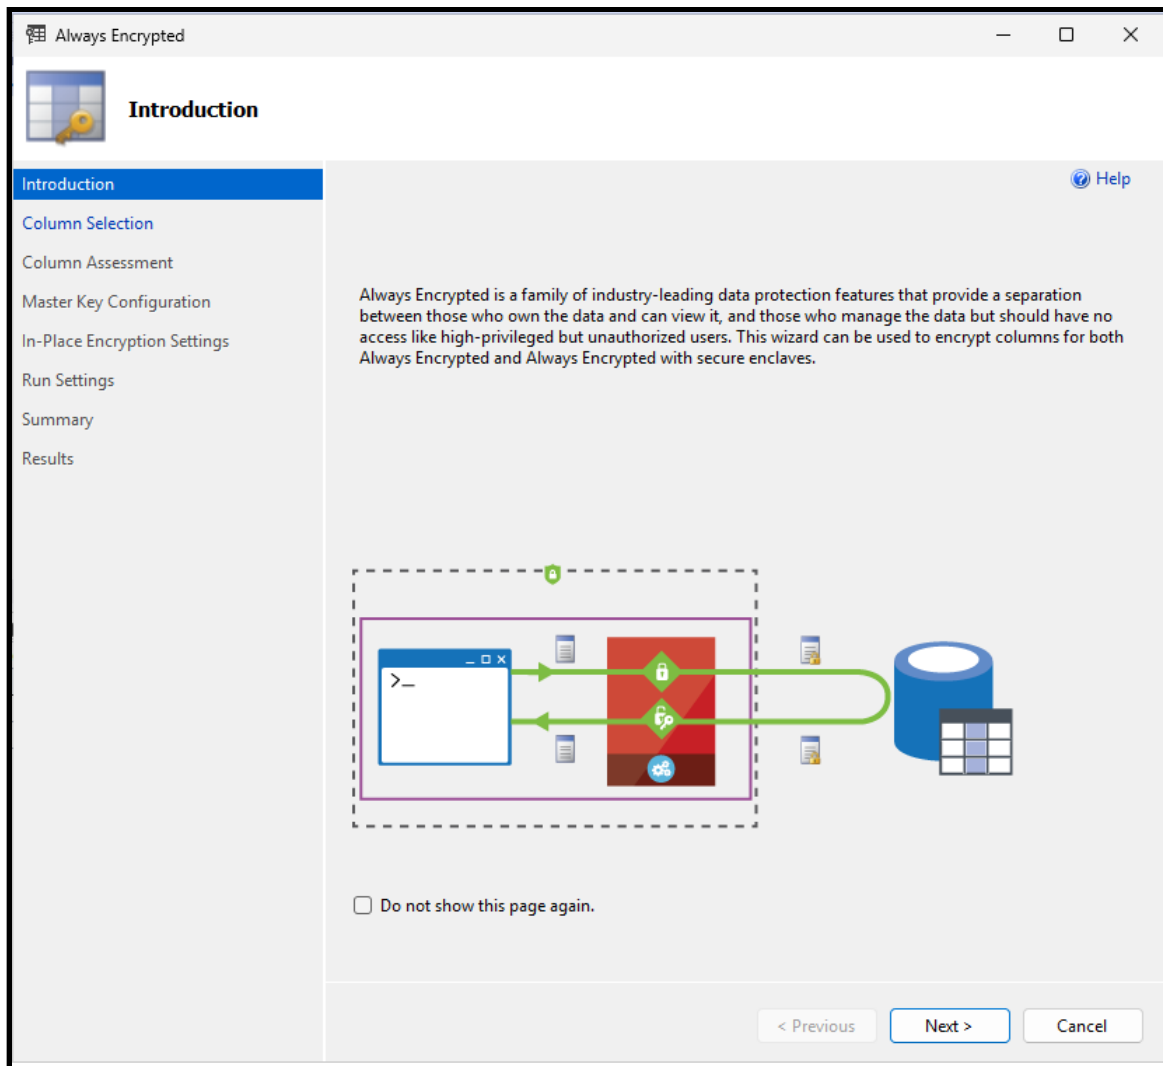 Always Encrypted
Introduction
Introduction
Column Selection
Column Assessment
Master Key Configuration
In-Place Encryption Settings
Run Settings
Summary
Results
Help
Always Encrypted is a family of industry-leading data protection features that provide a separation
between those who own the data and can view it, and those who manage the data but should have no
access like high-privileged but unauthorized users. This wizard can be used to encrypt columns for both
Always Encrypted and Always Encrypted with secure enclaves.
>_
Do not show this page again.
< Previous
Next >
Cancel